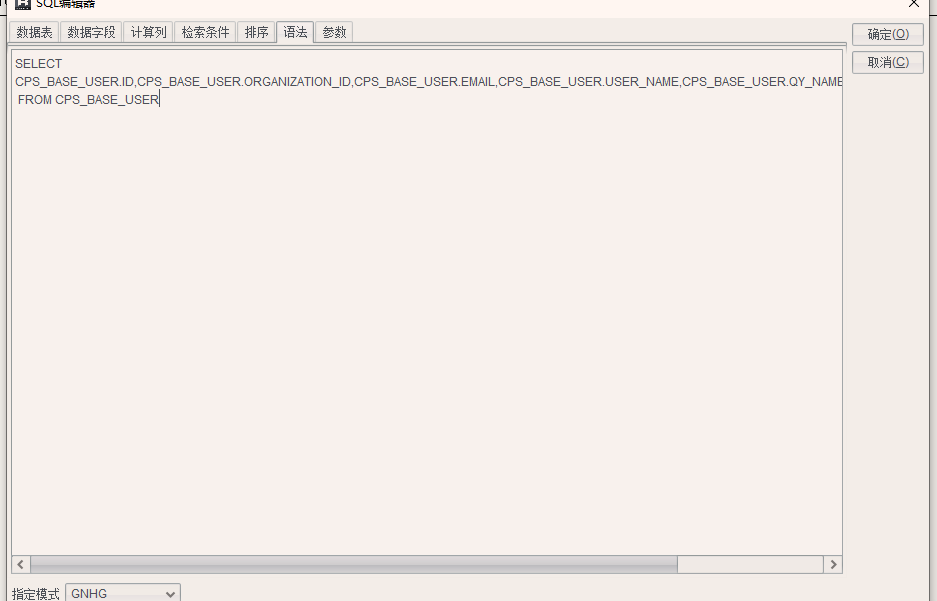 SQL编辑器
数据表 数据字段 计算列 检索条件 排序 语法 参数
确定(O)
取消(C)
SELECT
CPS_BASE_USER.ID,CPS_BASE_USER.ORGANIZATION_ID,CPS_BASE_USER.EMAIL,CPS_BASE_USER.USER_NAME,CPS_BASE_USER.QY_NAME
FROM CPS_BASE_USER
指定模式 GNHG